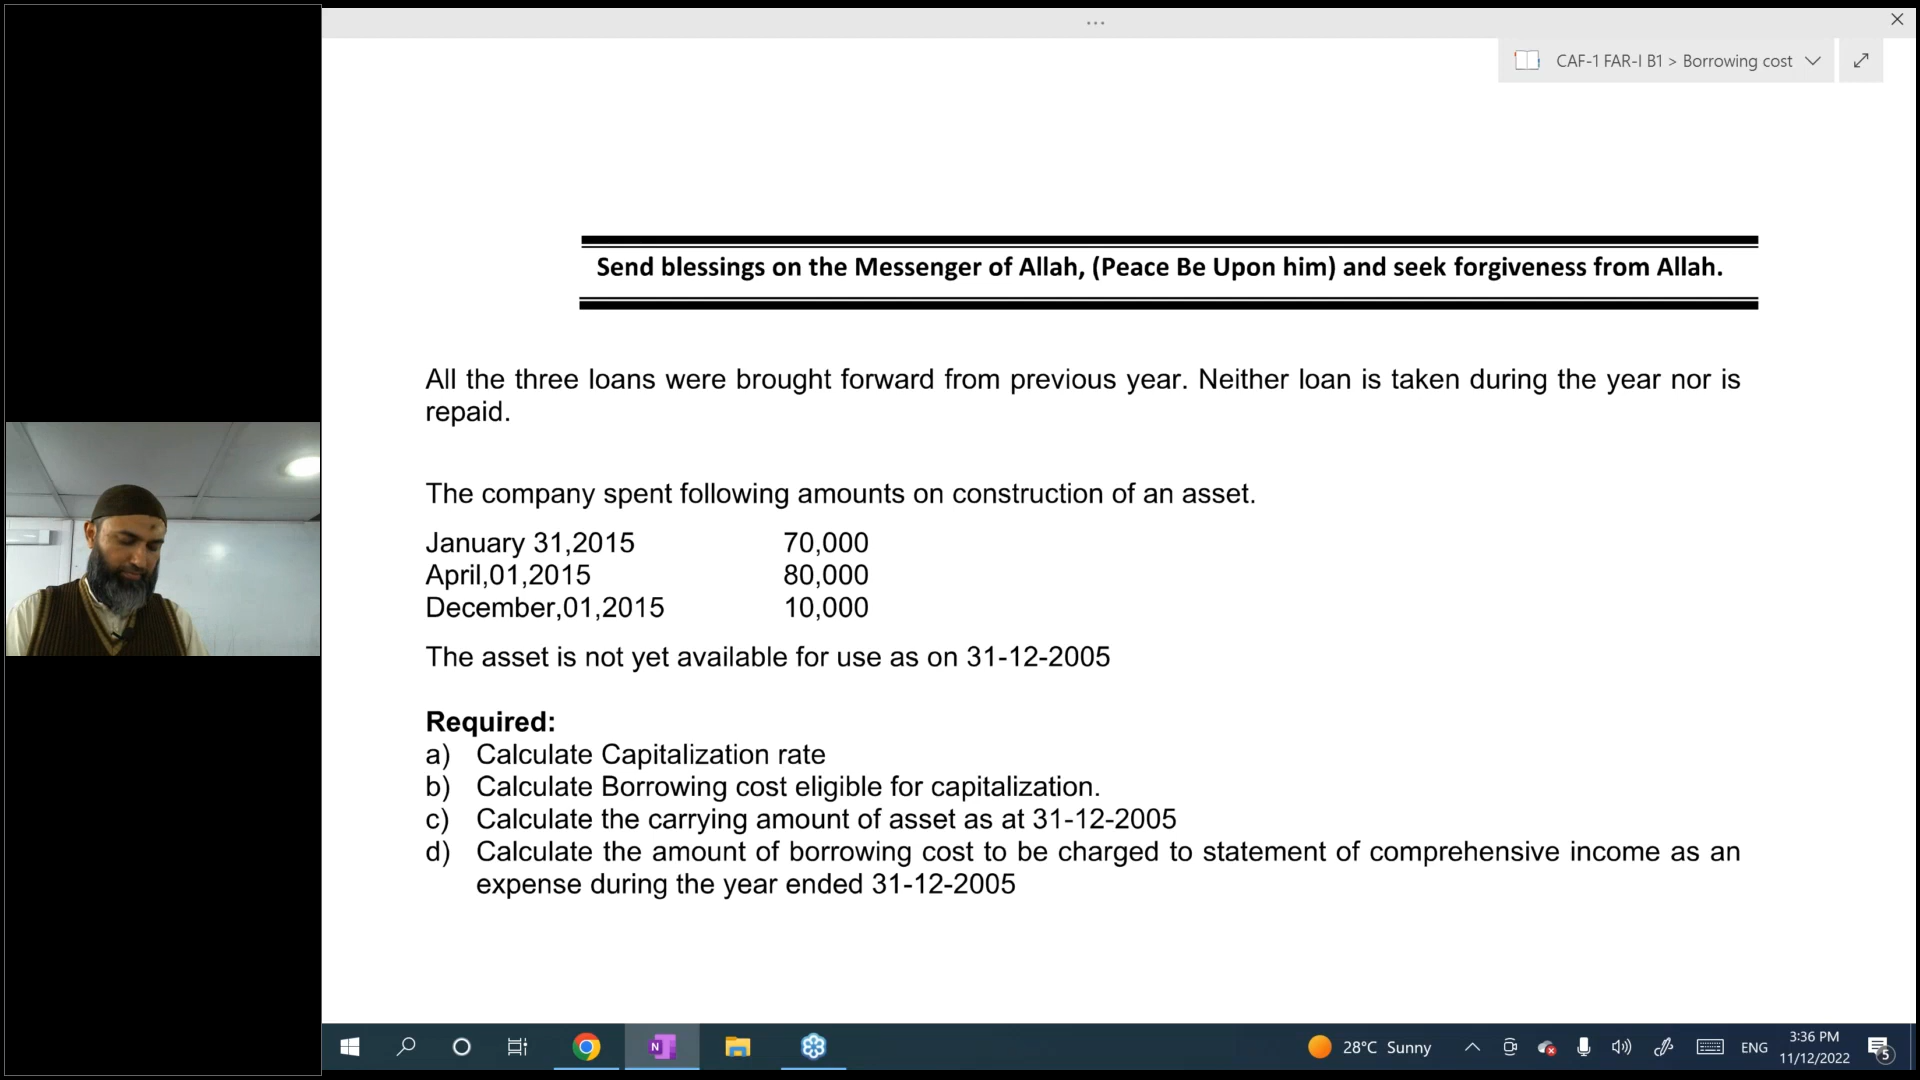 ...
CAF-1 FAR-I B1 > Borrowing cost
Send blessings on the Messenger of Allah, (Peace Be Upon him) and seek forgiveness from Allah.
All the three loans were brought forward from previous year. Neither loan is taken during the year nor is
repaid.
The company spent following amounts on construction of an asset.
January 31,2015 70,000
April,01,2015 80,000
December,01,2015 10,000
The asset is not yet available for use as on 31-12-2005
Required:
a) Calculate Capitalization rate
b) Calculate Borrowing cost eligible for capitalization.
c) Calculate the carrying amount of asset as at 31-12-2005
d) Calculate the amount of borrowing cost to be charged to statement of comprehensive income as an
expense during the year ended 31-12-2005
N
28°C Sunny
ENG
3:36 PM
11/12/2022
5